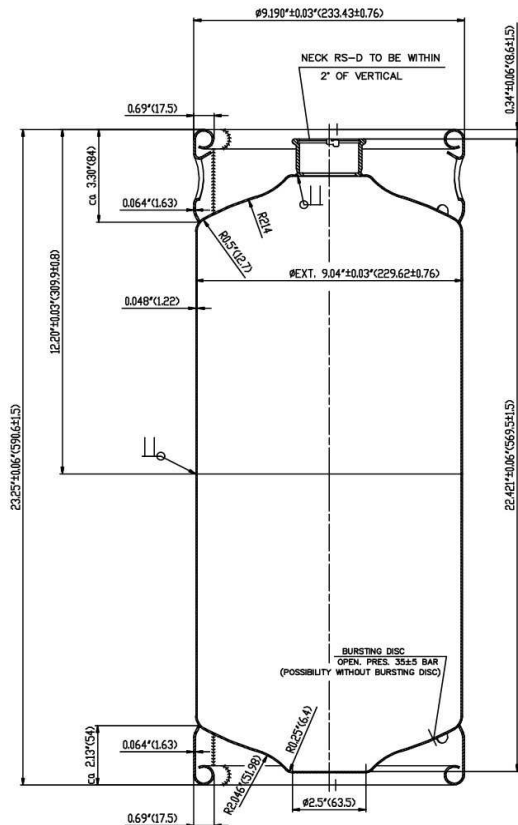 ø9.190"±0.03"(233.43±0.76)
NECK RS-D TO BE WITHIN
2° OF VERTICAL
0.34"±0.06"(8.6±1.5)
0.69"(17.5)
ca 3.30"(84)
0.064"(1.63)
R214
R0.5"(12.7)
øEXT. 9.04"±0.03"(229.62±0.76)
0.048"(1.22)
12.20"±0.03"(309.9±0.8)
23.25"±0.06"(590.6±1.5)
22.421"±0.06"(569.5±1.5)
BURSTING DISC
OPEN. PRES. 35±5 BAR
(POSSIBILITY WITHOUT BURSTING DISC)
R0.25"(6.4)
0.064"(1.63)
ca 2.13"(54)
R2.046"(51.98)
ø2.5"(63.5)
0.69"(17.5)